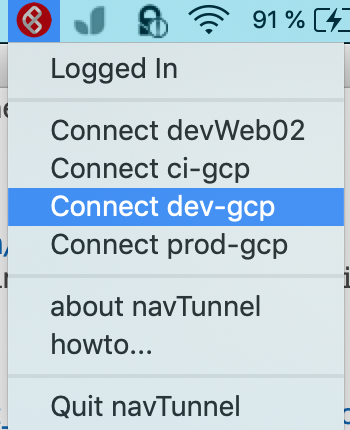 91 %
Logged In
Connect devWeb02
Connect ci-gcp
Connect dev-gcp
Connect prod-gcp
about navTunnel
howto...
Quit navTunnel